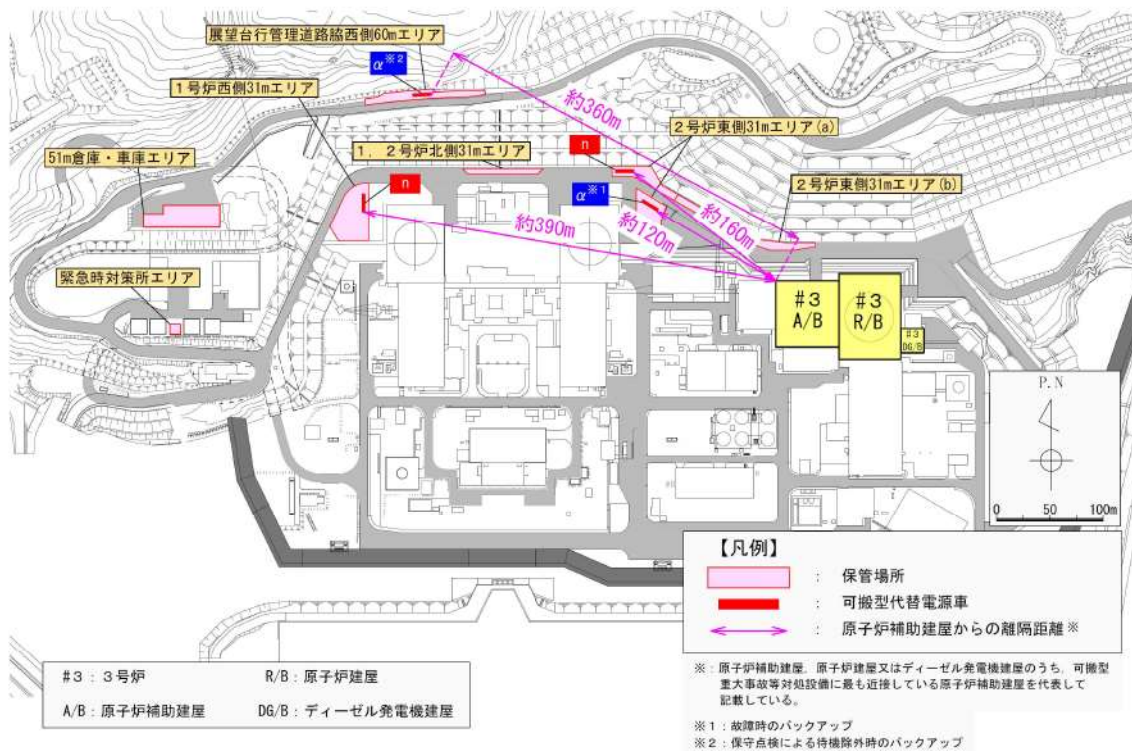 展望台行管理道路脇西側60mエリア
α※2
1号炉西側31mエリア
約360m
2号炉東側31mエリア(a)
n
1，2号炉北側31mエリア
51m倉庫・車庫エリア
n
α※1
2号炉東側31mエリア(b)
約390m
約120m
約160m
緊急時対策所エリア
#3
A/B
#3
R/B
#3
DG/B
P.N
0 50 100m
【凡例】
： 保管場所
： 可搬型代替電源車
： 原子炉補助建屋からの離隔距離※
#3：3号炉 R/B：原子炉建屋
A/B：原子炉補助建屋 DG/B：ディーゼル発電機建屋
※：原子炉補助建屋，原子炉建屋又はディーゼル発電機建屋のうち，可搬型
重大事故等対処設備に最も近接している原子炉補助建屋を代表して
記載している。
※1：故障時のバックアップ
※2：保守点検による待機除外時のバックアップ